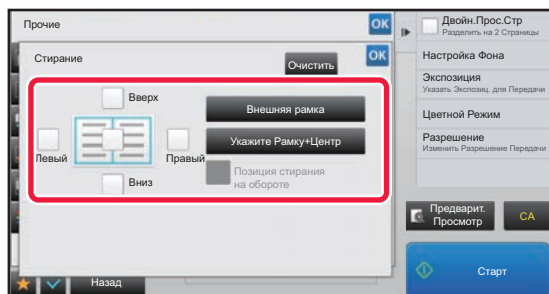 Прочие
OK
Стирание
Очистить
OK
Вверх
Левый
Правый
Вниз
Внешняя рамка
Укажите Рамку+Центр
Позиция стирания
на обороте
Назад
Двойн.Прос.Стр
Разделить на 2 Страницы
Настройка Фона
Экспозиция
Указать Экспозиц. для Передачи
Цветной Режим
Разрешение
Изменить Разрешение Передачи
Предварит.
Просмотр
CA
Старт